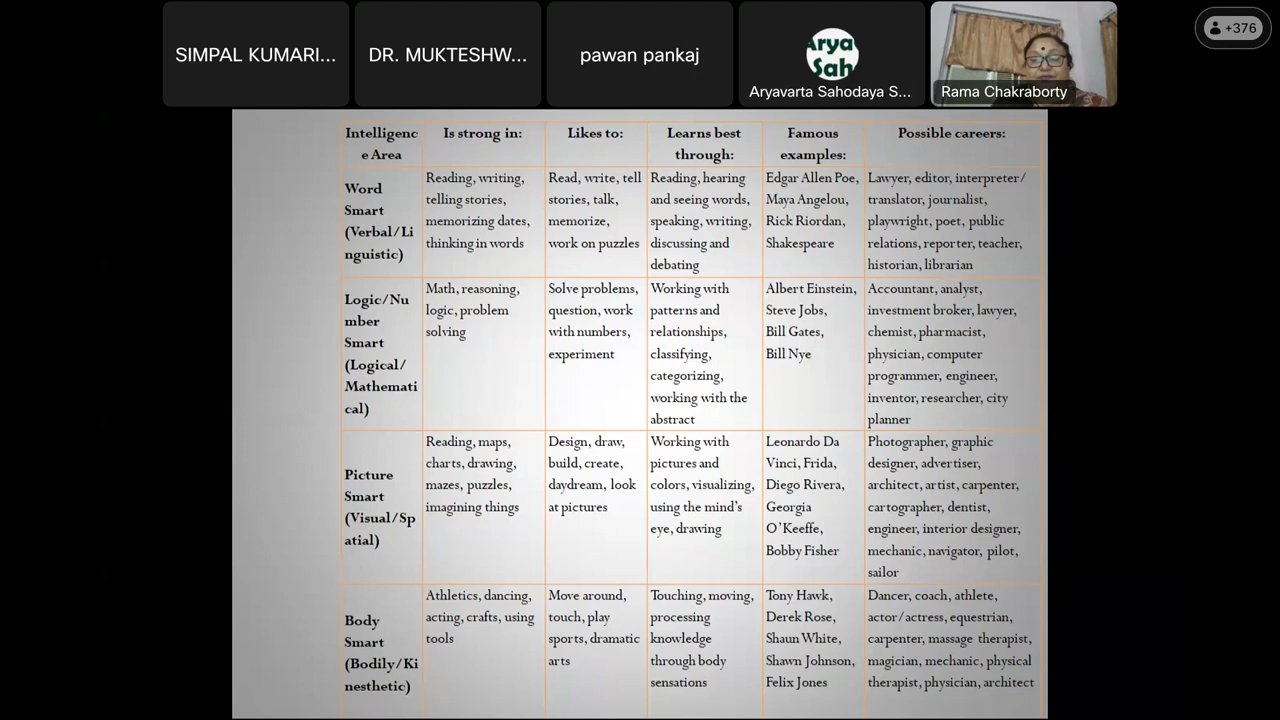 SIMPAL KUMARI...
DR. MUKTESHW...
pawan pankaj
Arya
Sah
Aryavarta Sahodaya S...
Rama Chakraborty
+376
Intelligenc
e Area
Is strong in:
Likes to:
Learns best
through:
Famous
examples:
Possible careers:
Word
Smart
(Verbal/Li
nguistic)
Reading, writing,
telling stories,
memorizing dates,
thinking in words
Read, write, tell
stories, talk,
memorize,
work on puzzles
Reading, hearing
and seeing words,
speaking, writing,
discussing and
debating
Edgar Allen Poe,
Maya Angelou,
Rick Riordan,
Shakespeare
Lawyer, editor, interpreter/
translator, journalist,
playwright, poet, public
relations, reporter, teacher,
historian, librarian
Logic/Nu
mber
Smart
(Logical/
Mathemati
cal)
Math, reasoning,
logic, problem
solving
Solve problems,
question, work
with numbers,
experiment
Working with
patterns and
relationships,
classifying,
categorizing,
working with the
abstract
Albert Einstein,
Steve Jobs,
Bill Gates,
Bill Nye
Accountant, analyst,
investment broker, lawyer,
chemist, pharmacist,
physician, computer
programmer, engineer,
inventor, researcher, city
planner
Picture
Smart
(Visual/Sp
atial)
Reading, maps,
charts, drawing,
mazes, puzzles,
imagining things
Design, draw,
build, create,
daydream, look
at pictures
Working with
pictures and
colors, visualizing,
using the mind's
eye, drawing
Leonardo Da
Vinci, Frida,
Diego Rivera,
Georgia
O'Keeffe,
Bobby Fisher
Photographer, graphic
designer, advertiser,
architect, artist, carpenter,
cartographer, dentist,
engineer, interior designer,
mechanic, navigator, pilot,
sailor
Body
Smart
(Bodily/Ki
nesthetic)
Athletics, dancing,
acting, crafts, using
tools
Move around,
touch, play
sports, dramatic
arts
Touching, moving,
processing
knowledge
through body
sensations
Tony Hawk,
Derek Rose,
Shaun White,
Shawn Johnson,
Felix Jones
Dancer, coach, athlete,
actor/actress, equestrian,
carpenter, massage therapist,
magician, mechanic, physical
therapist, physician, architect